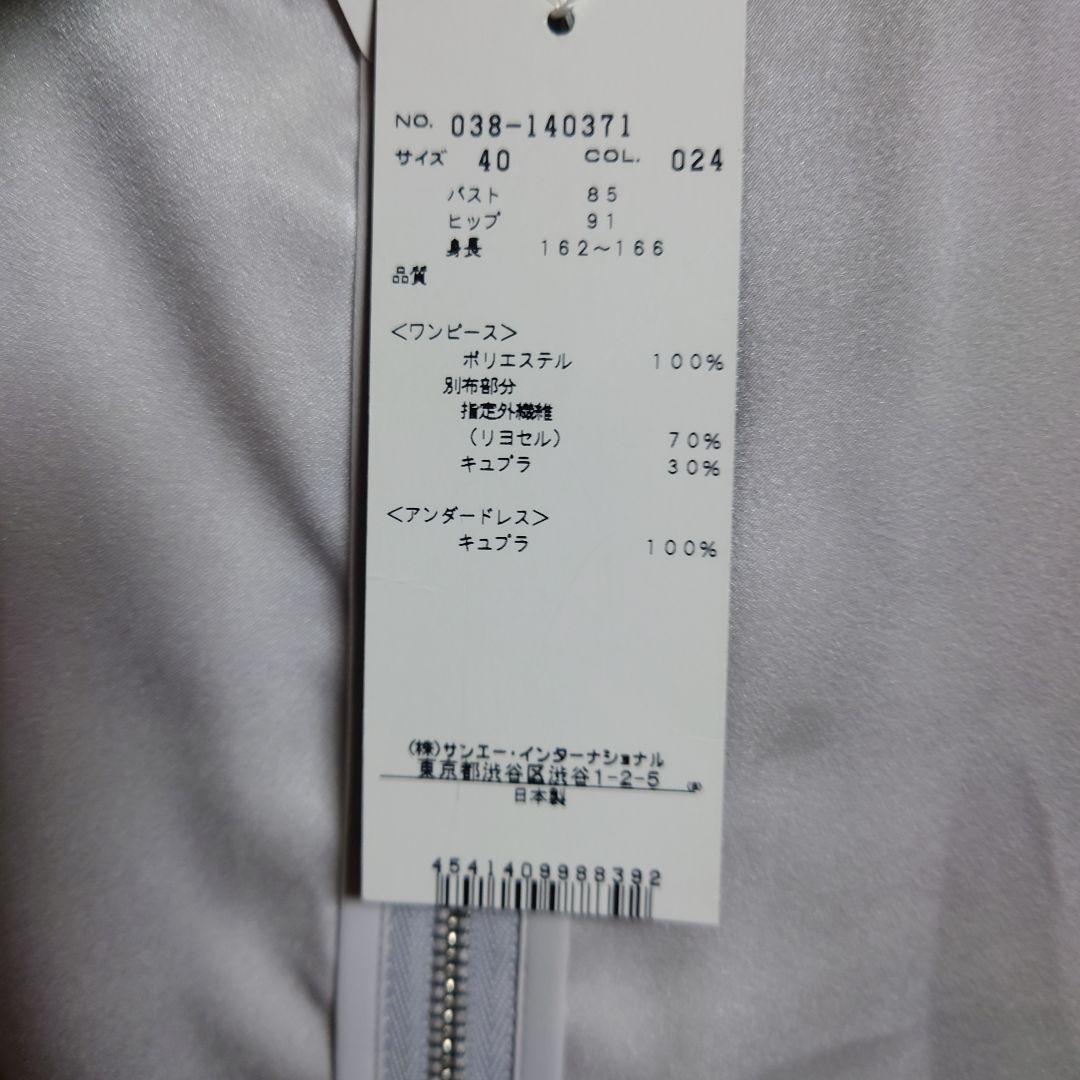 NO. 038-140371
サイズ 40 COL. 024
バスト 85
ヒップ 91
身長 162～166
品質
＜ワンピース＞
ポリエステル 100%
別布部分
指定外繊維
（リヨセル） 70%
キュプラ 30%
＜アンダードレス＞
キュプラ 100%
(株)サンエー・インターナショナル
東京都渋谷区渋谷1-2-5
日本製
4541409988392